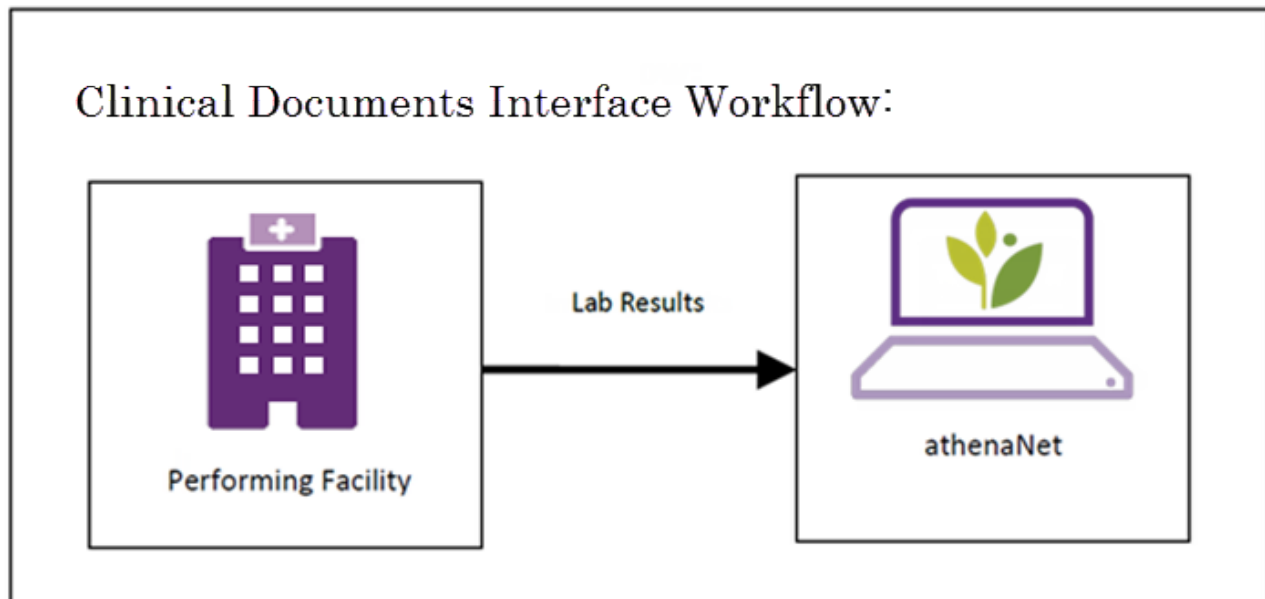 Clinical Documents Interface Workflow:
Lab Results
Performing Facility
athenaNet